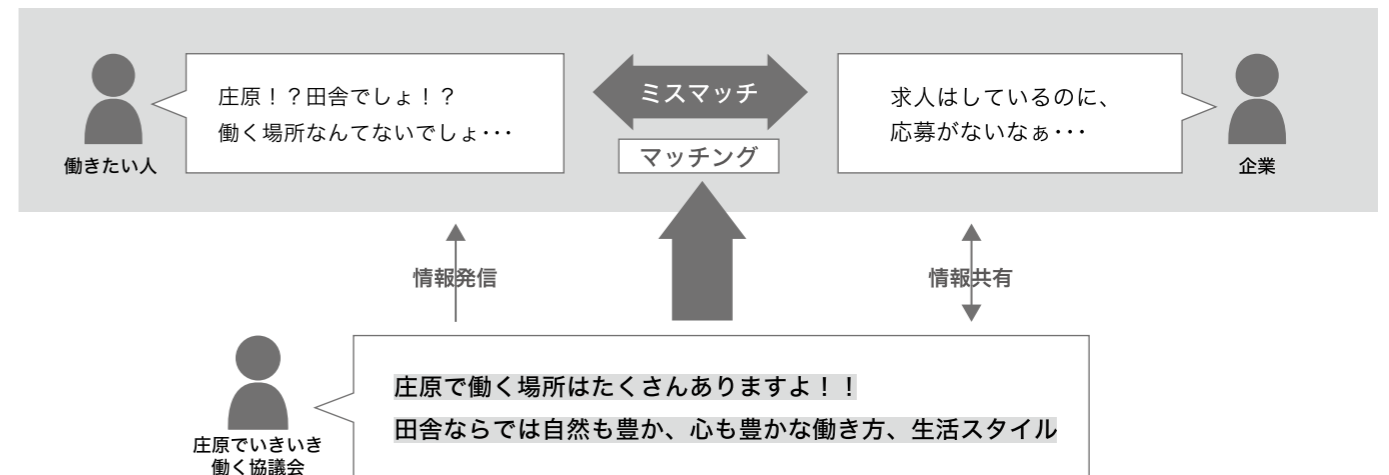 庄原！？田舎でしょ！？
働く場所なんてないでしょ･･･
働きたい人
ミスマッチ
マッチング
求人はしているのに、
応募がないなぁ･･･
企業
情報発信
情報共有
庄原で働く場所はたくさんありますよ！！
田舎ならでは自然も豊か、心も豊かな働き方、生活スタイル
庄原でいきいき
働く協議会